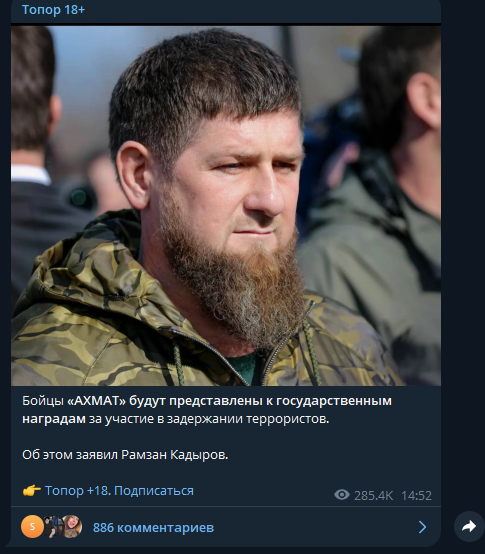 Топор 18+
Бойцы «АХМАТ» будут представлены к государственным
наградам за участие в задержании террористов.
Об этом заявил Рамзан Кадыров.
👉 Топор +18. Подписаться
285.4K 14:52
S
886 комментариев